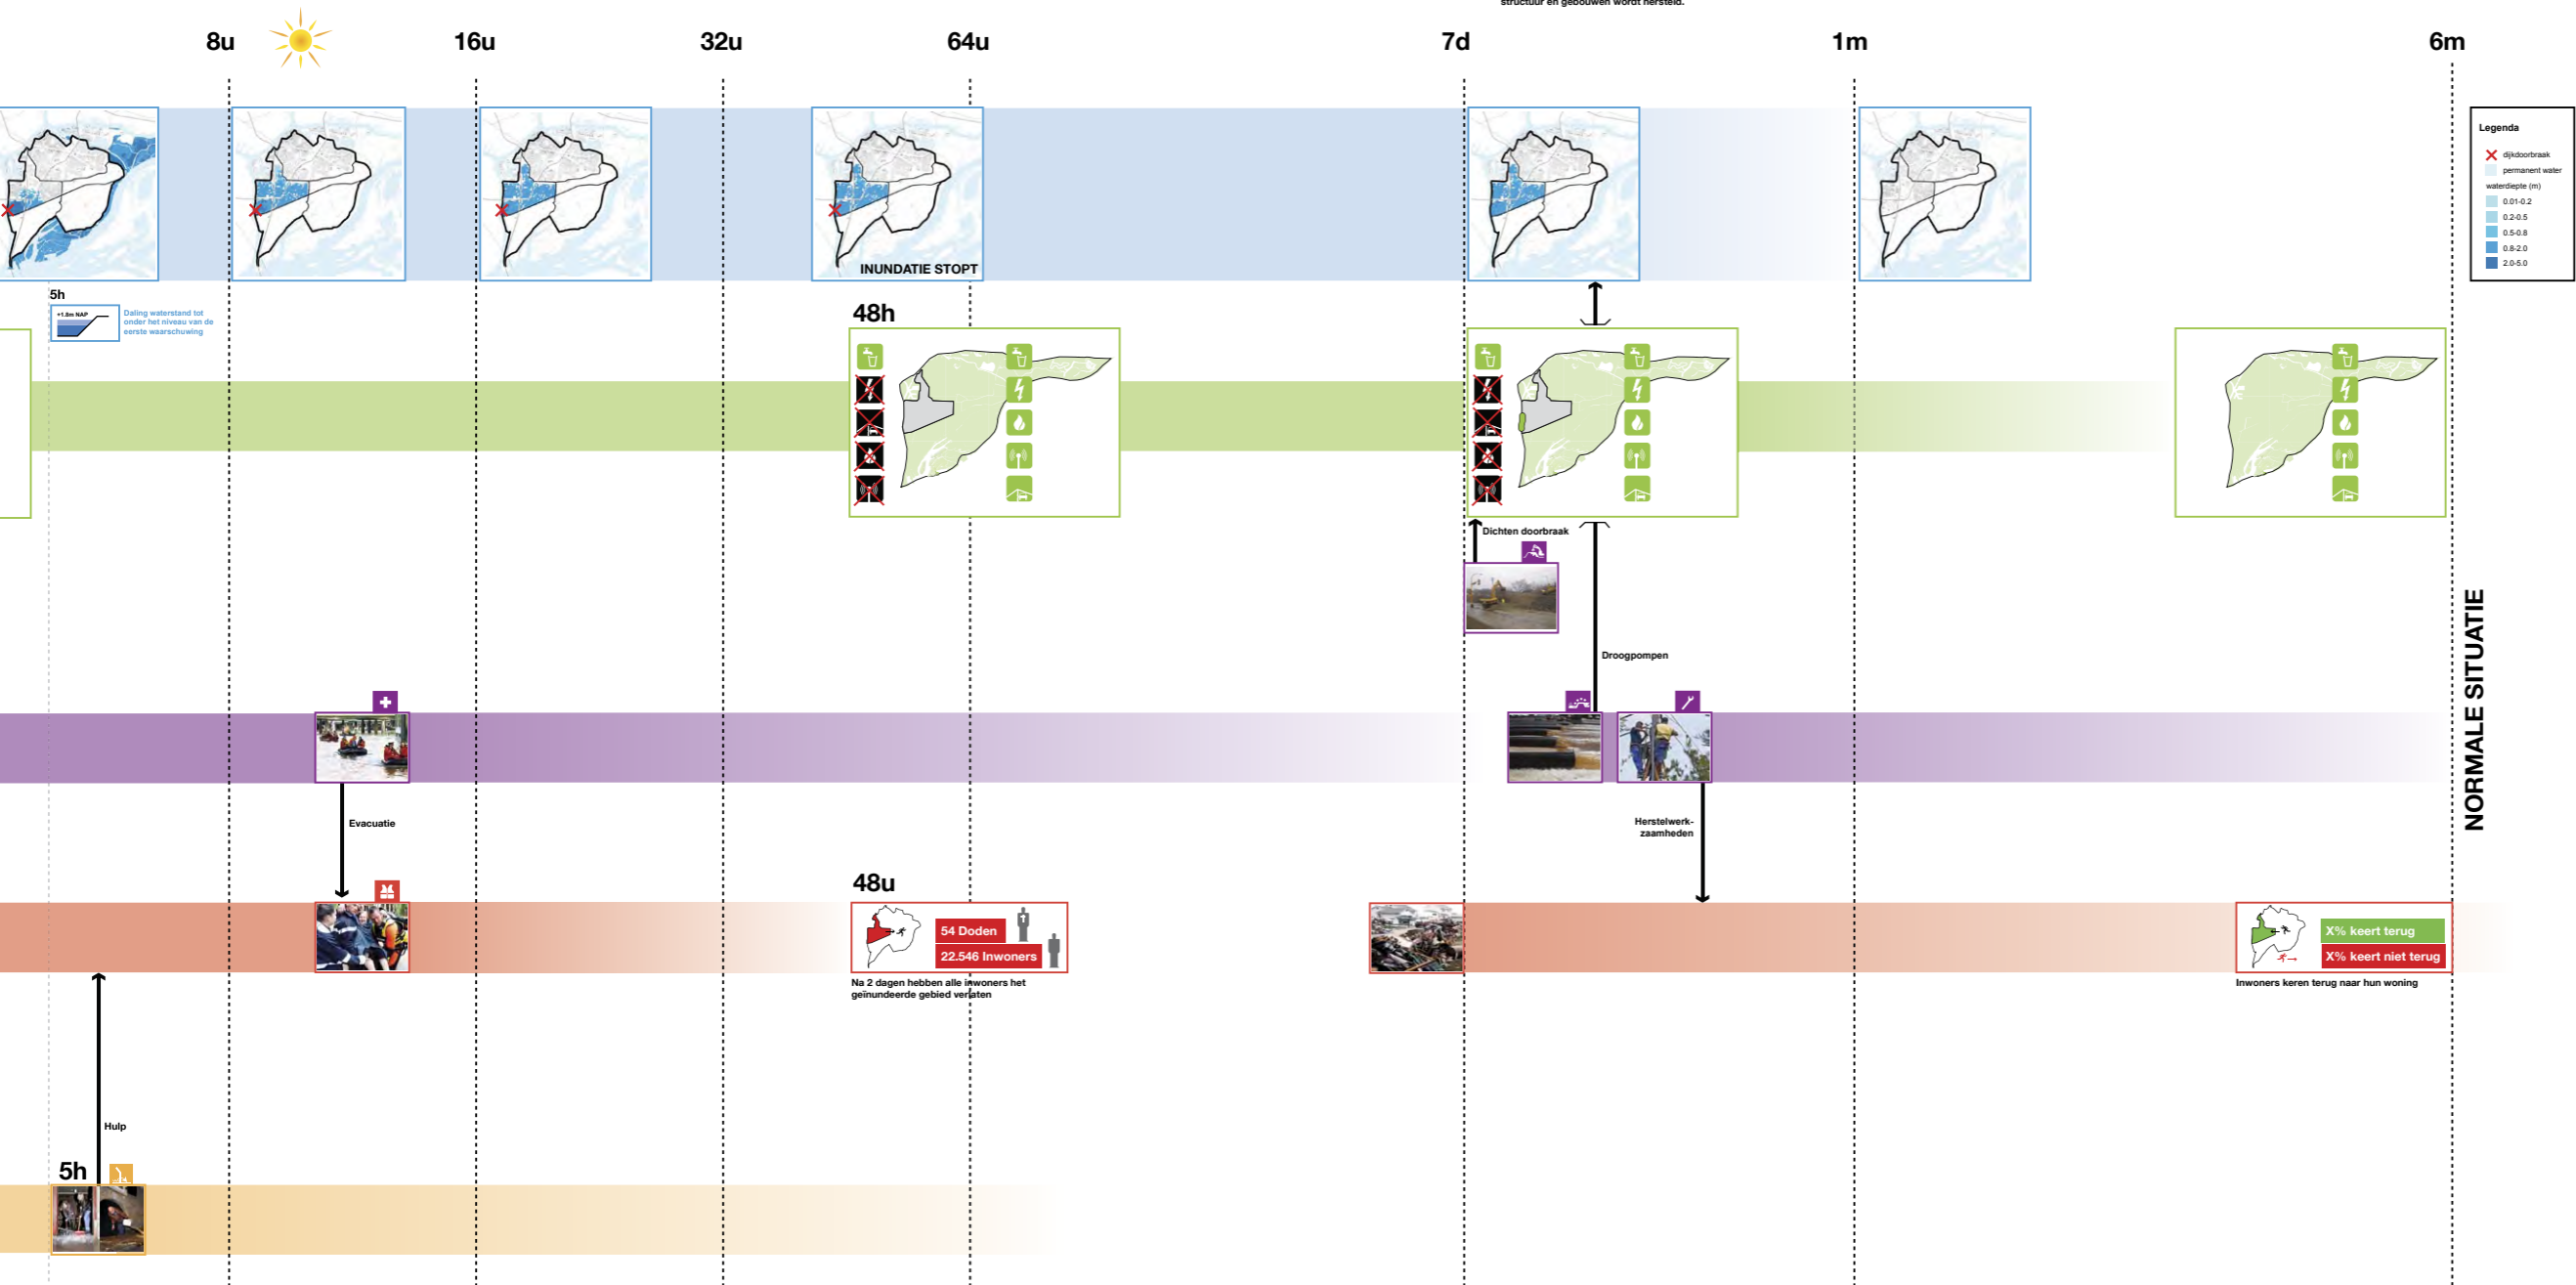 structuur en gebouwen wordt hersteld.
8u
16u
32u
64u
7d
1m
6m
Legenda
dijkdoorbraak
permanent water
waterdiepte (m)
0.01-0.2
0.2-0.5
0.5-0.8
0.8-2.0
2.0-5.0
INUNDATIE STOPT
5h
+1.8m NAP
Daling waterstand tot
onder het niveau van de
eerste waarschuwing
48h
Dichten doorbraak
Droogpompen
NORMALE SITUATIE
Evacuatie
Herstelwerk-
zaamheden
48u
54 Doden
22.546 Inwoners
Na 2 dagen hebben alle inwoners het
geïnundeerde gebied verlaten
X% keert terug
X% keert niet terug
Inwoners keren terug naar hun woning
Hulp
5h